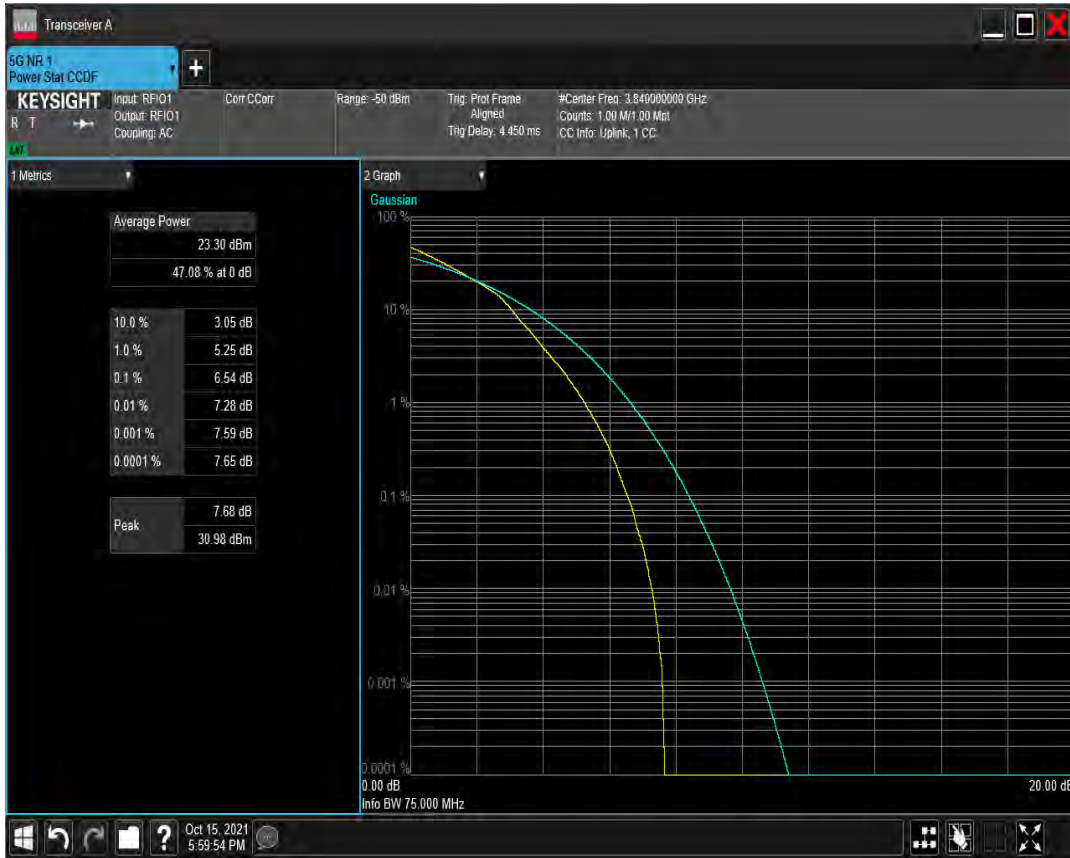 Transceiver A
5G NR 1
Power Stat CCDF
+
KEYSIGHT
R T
LXI
Input: RFIO1
Output: RFIO1
Coupling: AC
Corr CCorr
Range: -50 dBm
Trig: Prot Frame
Aligned
Trig Delay: 4.450 ms
#Center Freq: 3.840000000 GHz
Counts: 1.00 M/1.00 Mpt
CC Info: Uplink, 1 CC
1 Metrics
Average Power
23.30 dBm
47.08 % at 0 dB
10.0 % 3.05 dB
1.0 % 5.25 dB
0.1 % 6.54 dB
0.01 % 7.28 dB
0.001 % 7.59 dB
0.0001 % 7.65 dB
Peak 7.68 dB
30.98 dBm
2 Graph
Gaussian
100 %
10 %
1 %
0.1 %
0.01 %
0.001 %
0.0001 %
0.00 dB 20.00 dB
Info BW 75.000 MHz
? Oct 15, 2021
5:59:54 PM